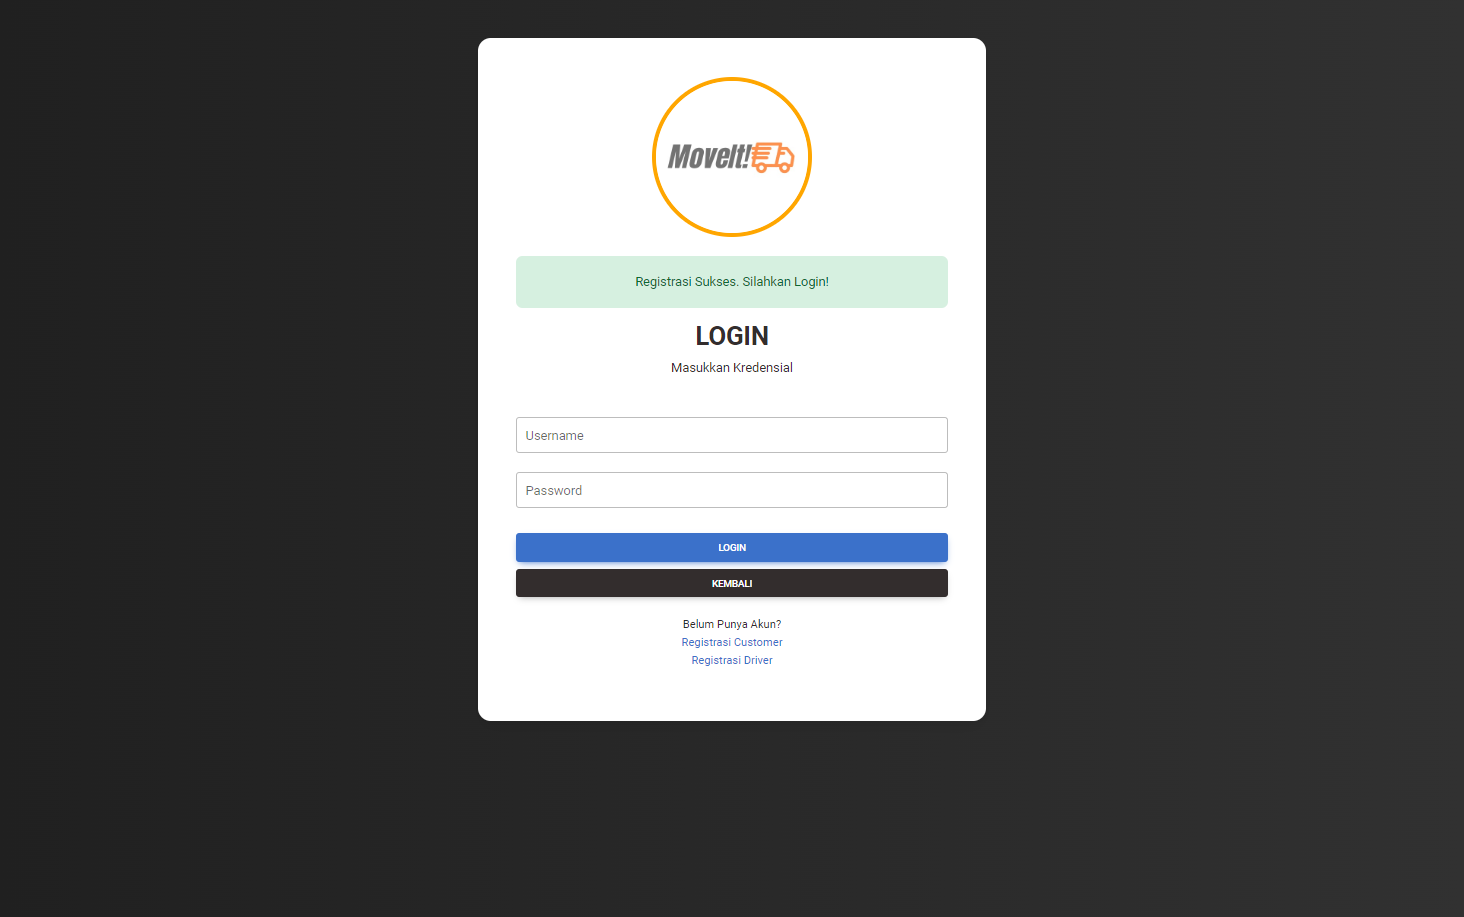 MoveIt!
Registrasi Sukses. Silahkan Login!
LOGIN
Masukkan Kredensial
Username
Password
LOGIN
KEMBALI
Belum Punya Akun?
Registrasi Customer
Registrasi Driver